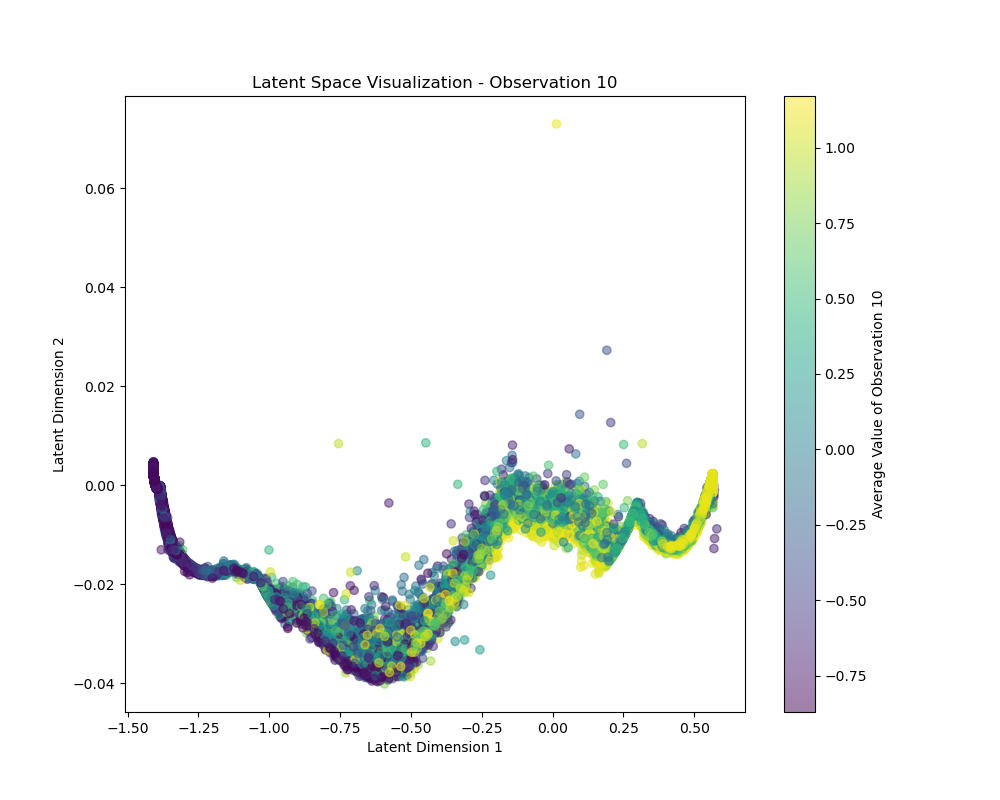 Latent Space Visualization - Observation 10
0.06
0.04
0.02
0.00
−0.02
−0.04
−1.50 −1.25 −1.00 −0.75 −0.50 −0.25 0.00 0.25 0.50
Latent Dimension 1
Latent Dimension 2
1.00
0.75
0.50
0.25
0.00
−0.25
−0.50
−0.75
Average Value of Observation 10